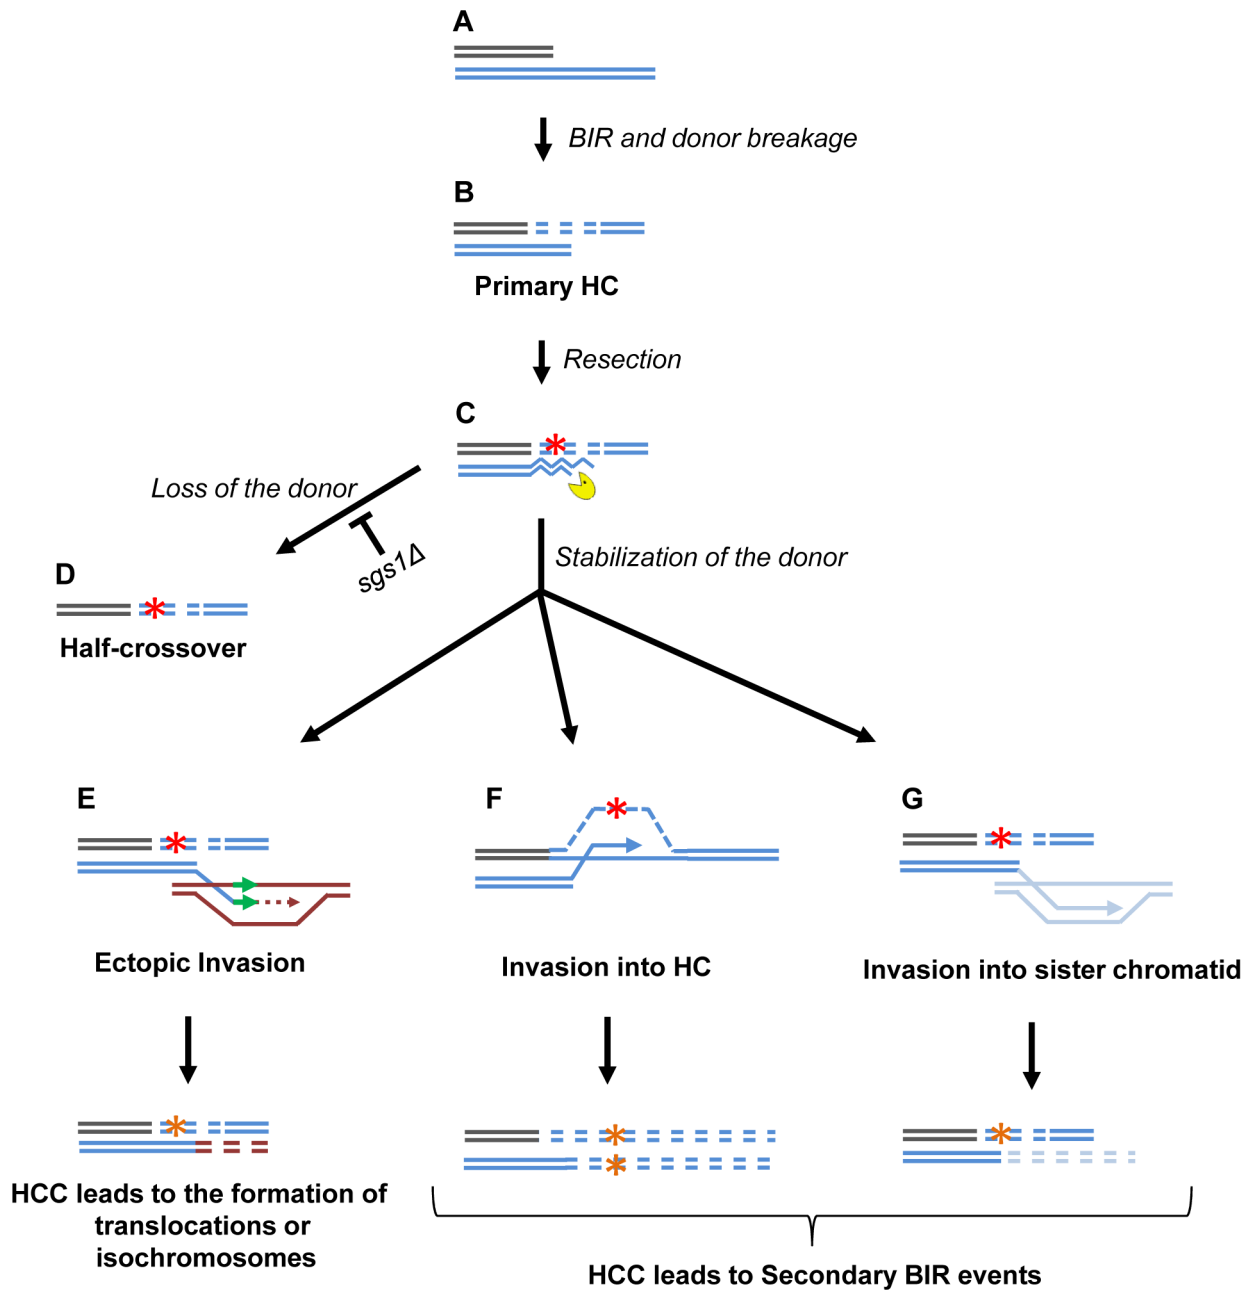 A
BIR and donor breakage
B
Primary HC
Resection
C
Loss of the donor
sgs1Δ
Stabilization of the donor
D
Half-crossover
E
F
G
Ectopic Invasion
Invasion into HC
Invasion into sister chromatid
HCC leads to the formation of
translocations or
isochromosomes
HCC leads to Secondary BIR events